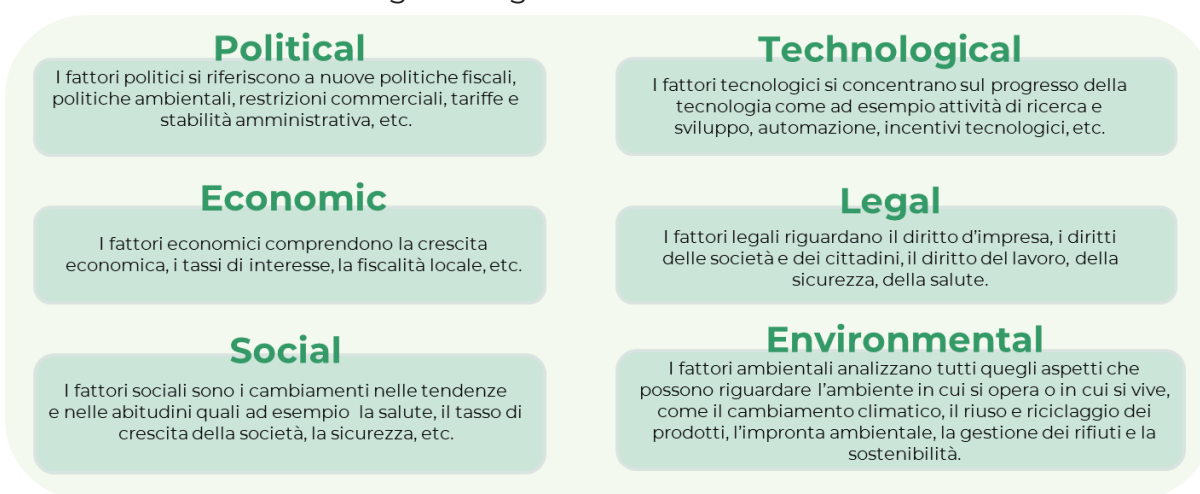 Political
I fattori politici si riferiscono a nuove politiche fiscali,
politiche ambientali, restrizioni commerciali, tariffe e
stabilità amministrativa, etc.
Economic
I fattori economici comprendono la crescita
economica, i tassi di interesse, la fiscalità locale, etc.
Social
I fattori sociali sono i cambiamenti nelle tendenze
e nelle abitudini quali ad esempio la salute, il tasso di
crescita della società, la sicurezza, etc.
Technological
I fattori tecnologici si concentrano sul progresso della
tecnologia come ad esempio attività di ricerca e
sviluppo, automazione, incentivi tecnologici, etc.
Legal
I fattori legali riguardano il diritto d’impresa, i diritti
delle società e dei cittadini, il diritto del lavoro, della
sicurezza, della salute.
Environmental
I fattori ambientali analizzano tutti quegli aspetti che
possono riguardare l’ambiente in cui si opera o in cui si vive,
come il cambiamento climatico, il riuso e riciclaggio dei
prodotti, l’impronta ambientale, la gestione dei rifiuti e la
sostenibilità.